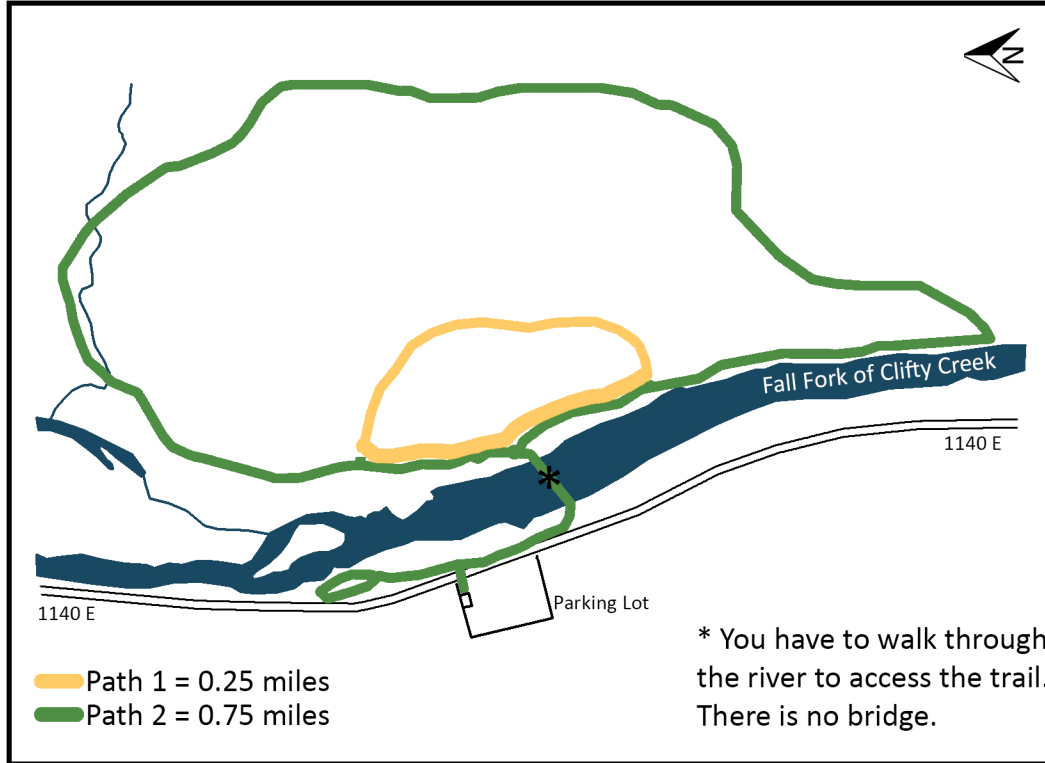 N
Fall Fork of Clifty Creek
1140 E
*
1140 E
Parking Lot
* You have to walk through
the river to access the trail.
There is no bridge.
Path 1 = 0.25 miles
Path 2 = 0.75 miles